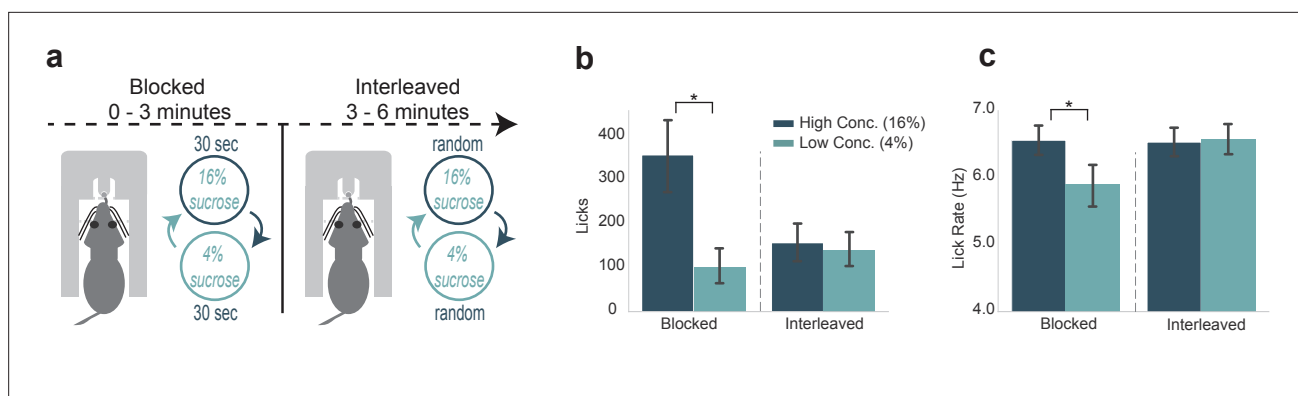 a
Blocked
0 - 3 minutes
Interleaved
3 - 6 minutes
30 sec
16%
sucrose
4%
sucrose
30 sec
random
16%
sucrose
4%
sucrose
random
b
*
High Conc. (16%)
Low Conc. (4%)
Licks
400
300
200
100
0
Blocked
Interleaved
c
*
Lick Rate (Hz)
7.0
6.0
5.0
4.0
Blocked
Interleaved